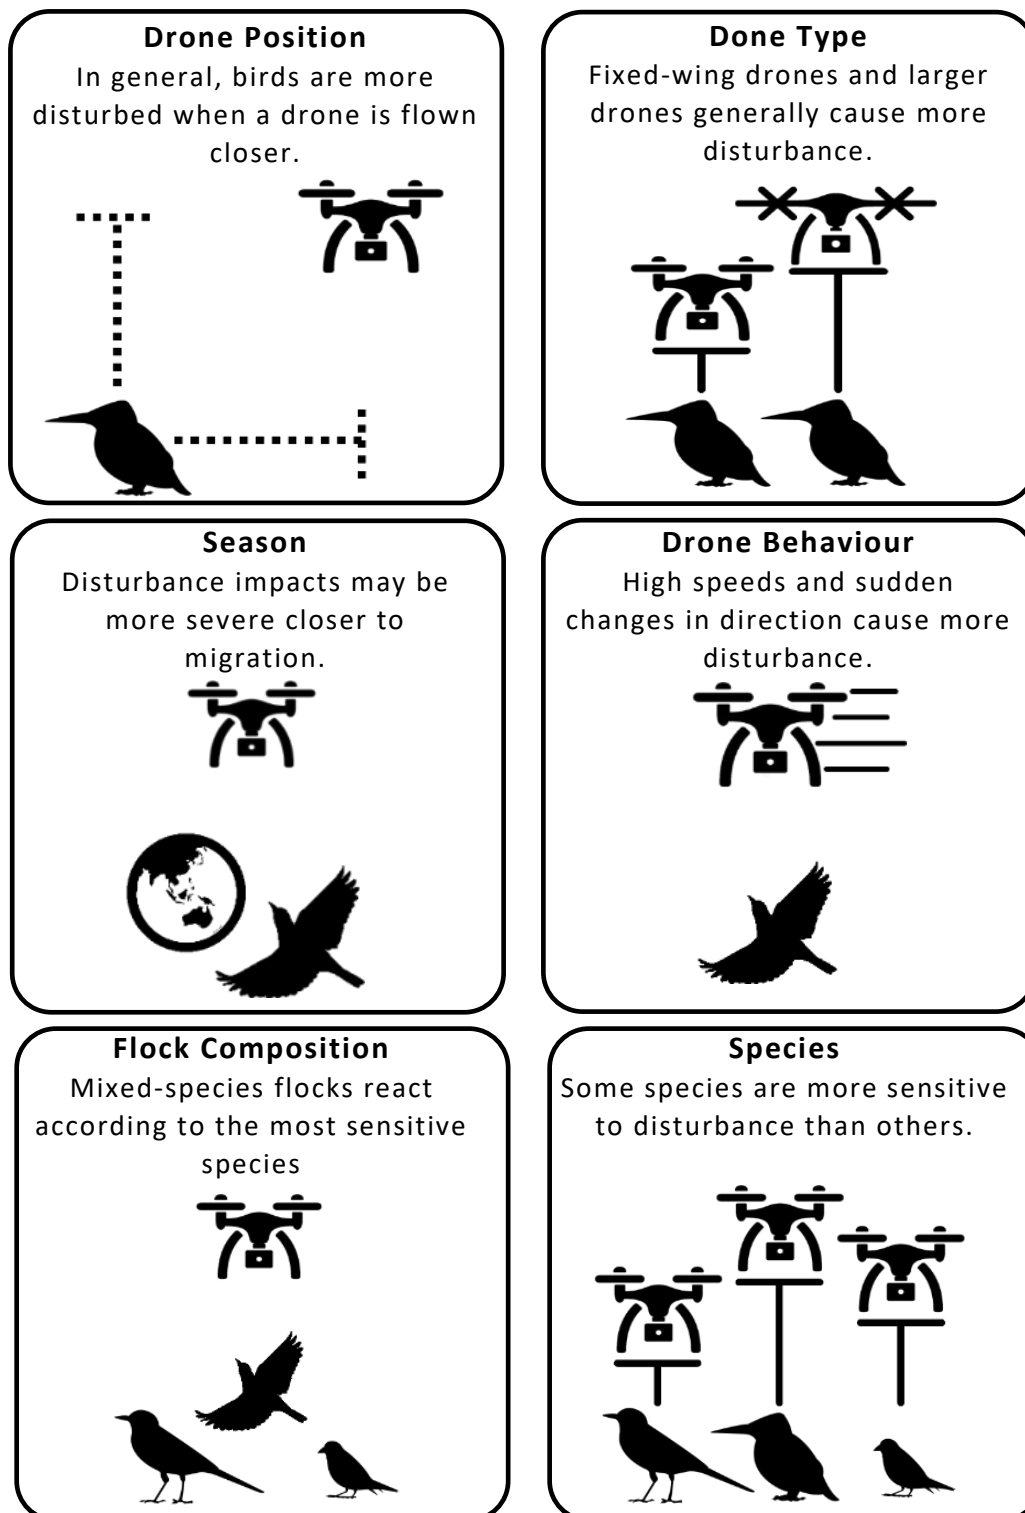 Drone Position
In general, birds are more
disturbed when a drone is flown
closer.
Done Type
Fixed-wing drones and larger
drones generally cause more
disturbance.
Season
Disturbance impacts may be
more severe closer to
migration.
Drone Behaviour
High speeds and sudden
changes in direction cause more
disturbance.
Flock Composition
Mixed-species flocks react
according to the most sensitive
species
Species
Some species are more sensitive
to disturbance than others.